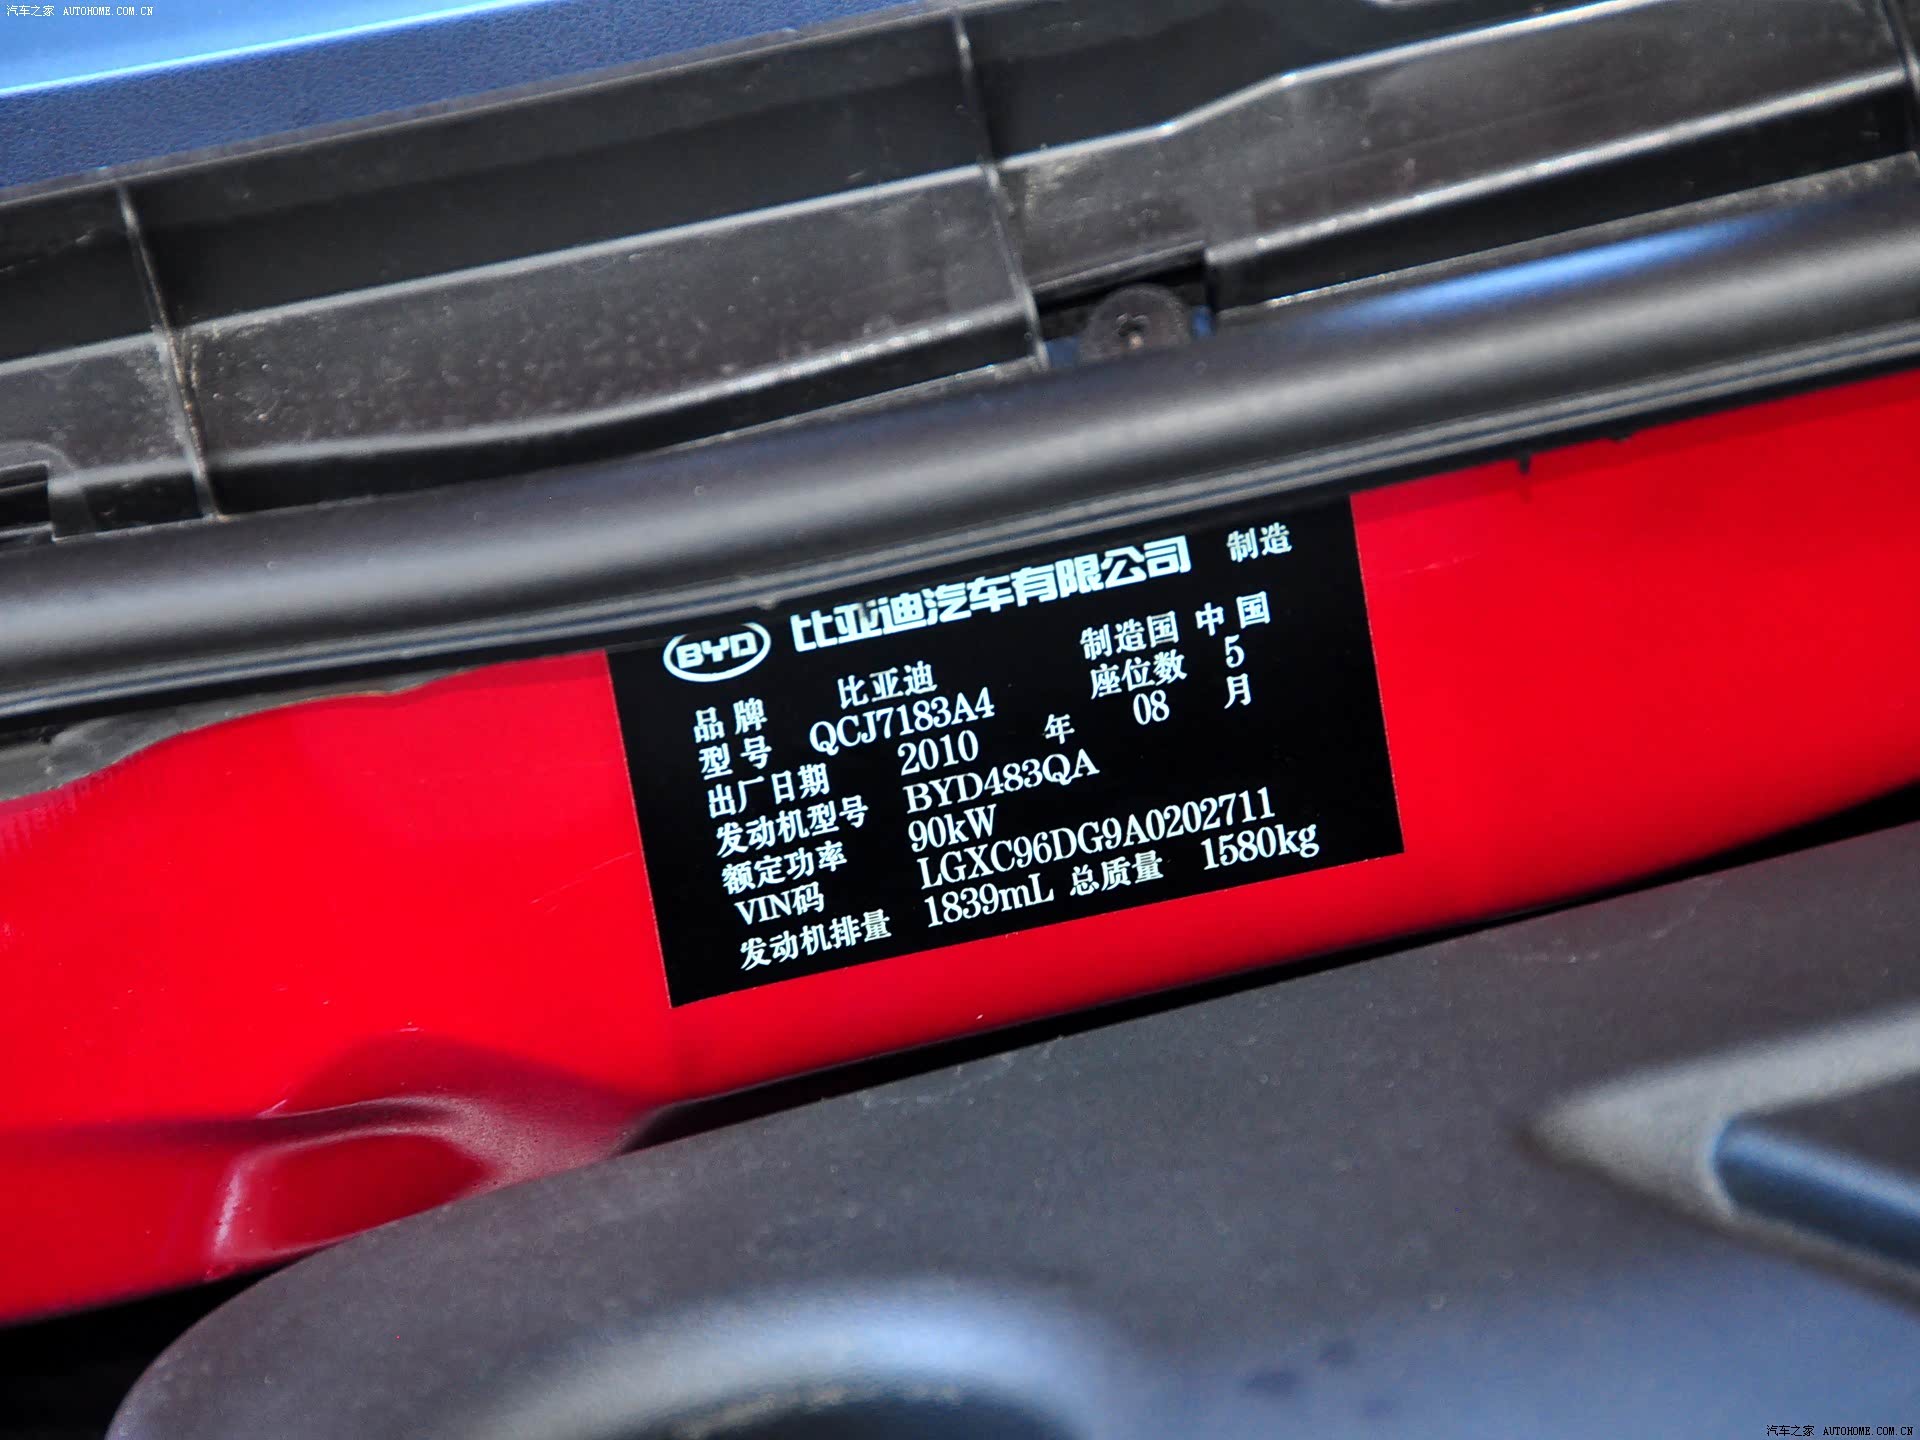 汽车之家 AUTOHOME.COM.CN
BYD 比亚迪汽车有限公司 制造
品牌 比亚迪 制造国 中国
型号 QCJ7183A4 座位数 5
出厂日期 2010 年 08 月
发动机型号 BYD483QA
额定功率 90kW
VIN码 LGXC96DG9A0202711
发动机排量 1839mL 总质量 1580kg
汽车之家 AUTOHOME.COM.CN